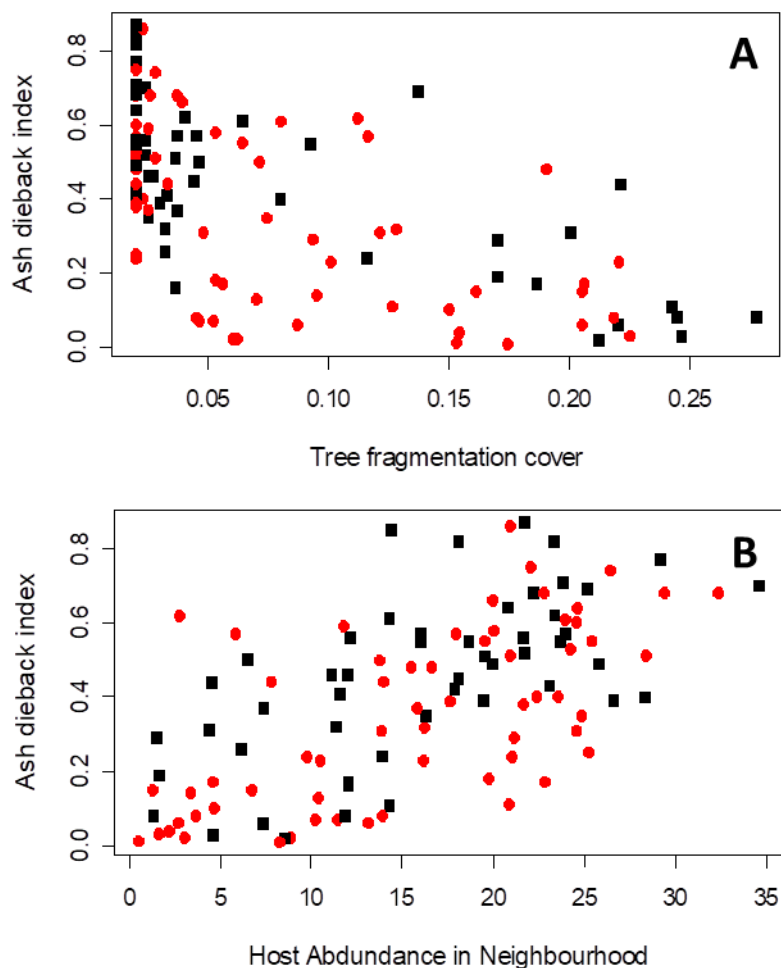 A
Ash dieback index
0.0 0.2 0.4 0.6 0.8
0.05 0.10 0.15 0.20 0.25
Tree fragmentation cover
B
Ash dieback index
0.0 0.2 0.4 0.6 0.8
0 5 10 15 20 25 30 35
Host Abdundance in Neighbourhood